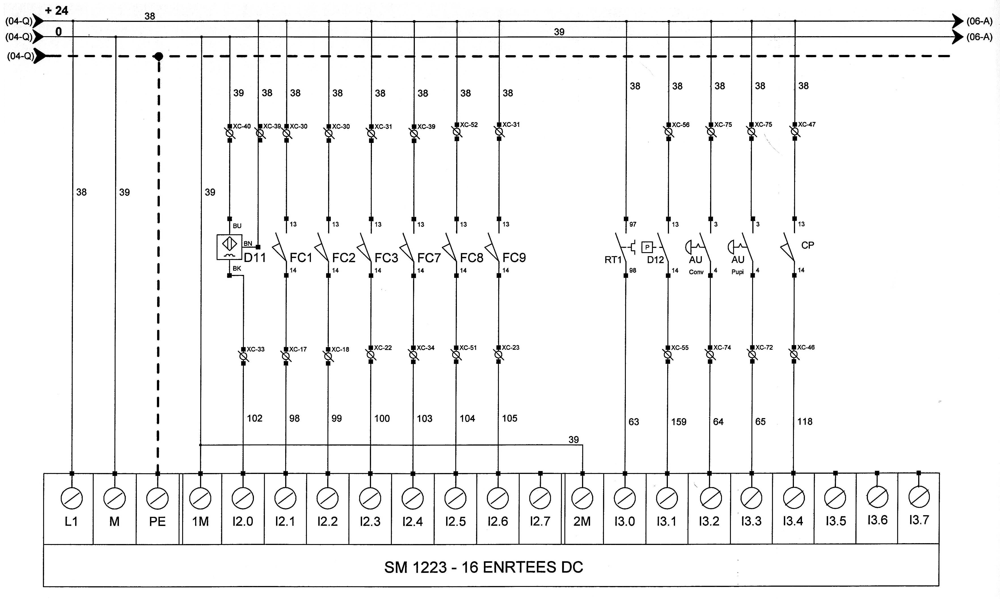 + 24
(04-Q) 38 (06-A)
0
(04-Q) 39 (06-A)
(04-Q)
38 38 38 38 38
39 38 38 38 38 38 38 38
XC-40 XC-39 XC-30 XC-30 XC-31 XC-39 XC-52 XC-31 XC-56 XC-75 XC-75 XC-47
38 39 39
BU 13 13 13 13 13 13 97 13 3 3 13
BN P CP
D11 FC1 FC2 FC3 FC7 FC8 FC9 RT1 D12 AU AU
BK 14 14 14 14 14 14 98 14 Conv 4 Pupi 4 14
XC-33 XC-17 XC-18 XC-22 XC-34 XC-51 XC-23 XC-55 XC-74 XC-72 XC-46
102 98 99 100 103 104 105 63 159 64 65 118
39
L1 M PE 1M I2.0 I2.1 I2.2 I2.3 I2.4 I2.5 I2.6 I2.7 2M I3.0 I3.1 I3.2 I3.3 I3.4 I3.5 I3.6 I3.7
SM 1223 - 16 ENRTEES DC